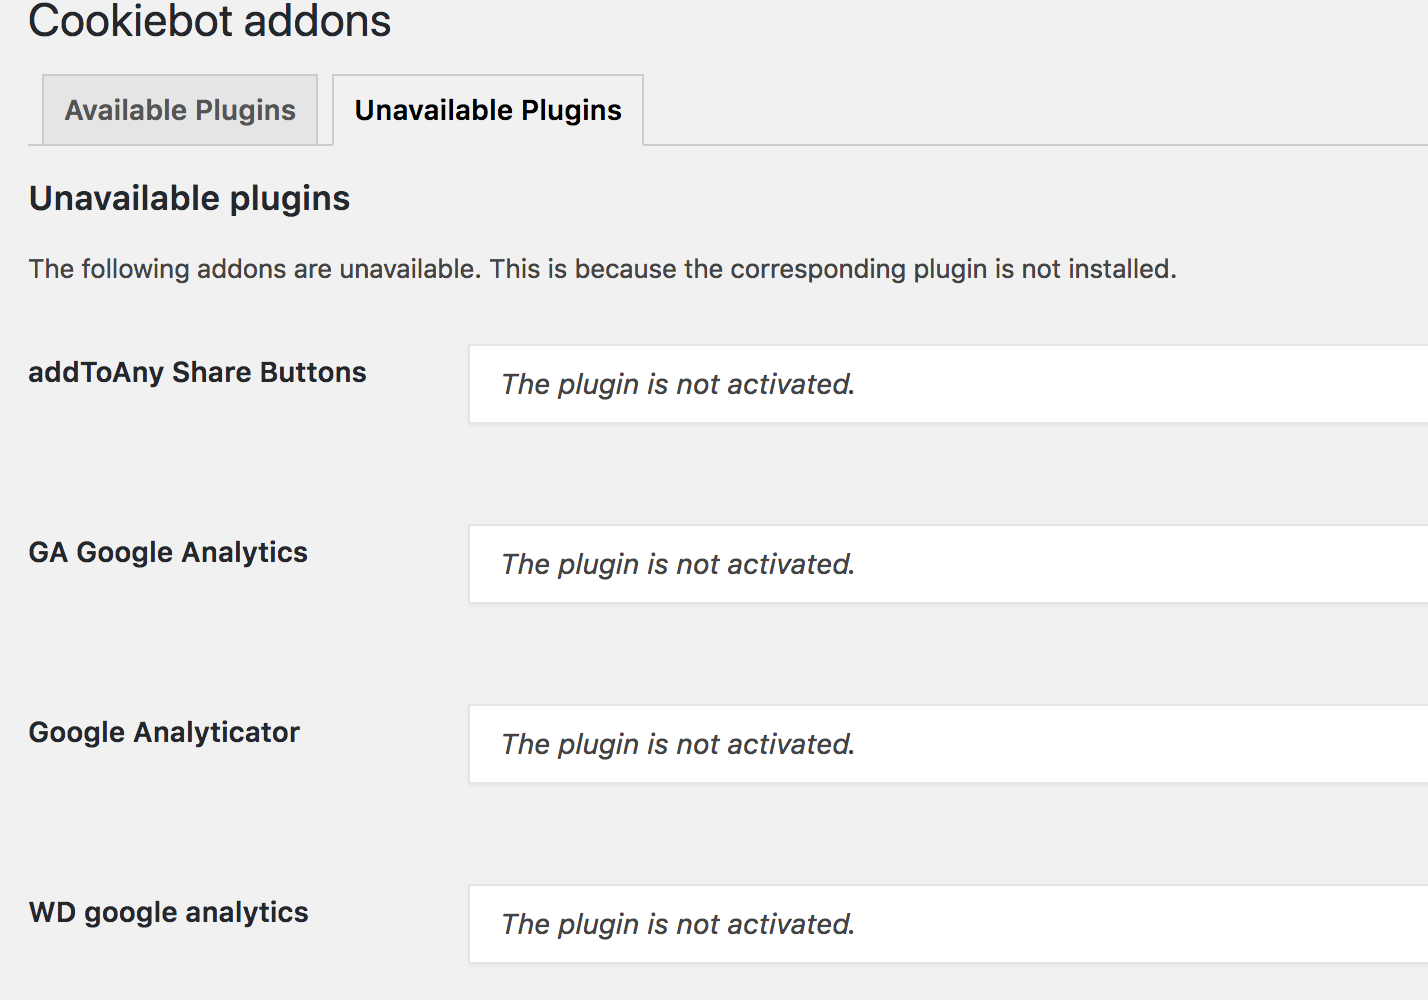 Cookiebot addons
Available Plugins Unavailable Plugins
Unavailable plugins
The following addons are unavailable. This is because the corresponding plugin is not installed.
addToAny Share Buttons The plugin is not activated.
GA Google Analytics The plugin is not activated.
Google Analyticator The plugin is not activated.
WD google analytics The plugin is not activated.